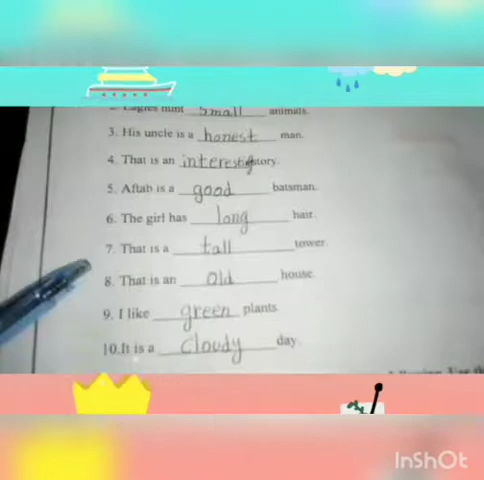 2. Eagles hunt small animals.
3. His uncle is a honest man.
4. That is an interesting story.
5. Aftab is a good batsman.
6. The girl has long hair.
7. That is a tall tower.
8. That is an old house.
9. I like green plants
10.It is a cloudy day.
InShOt